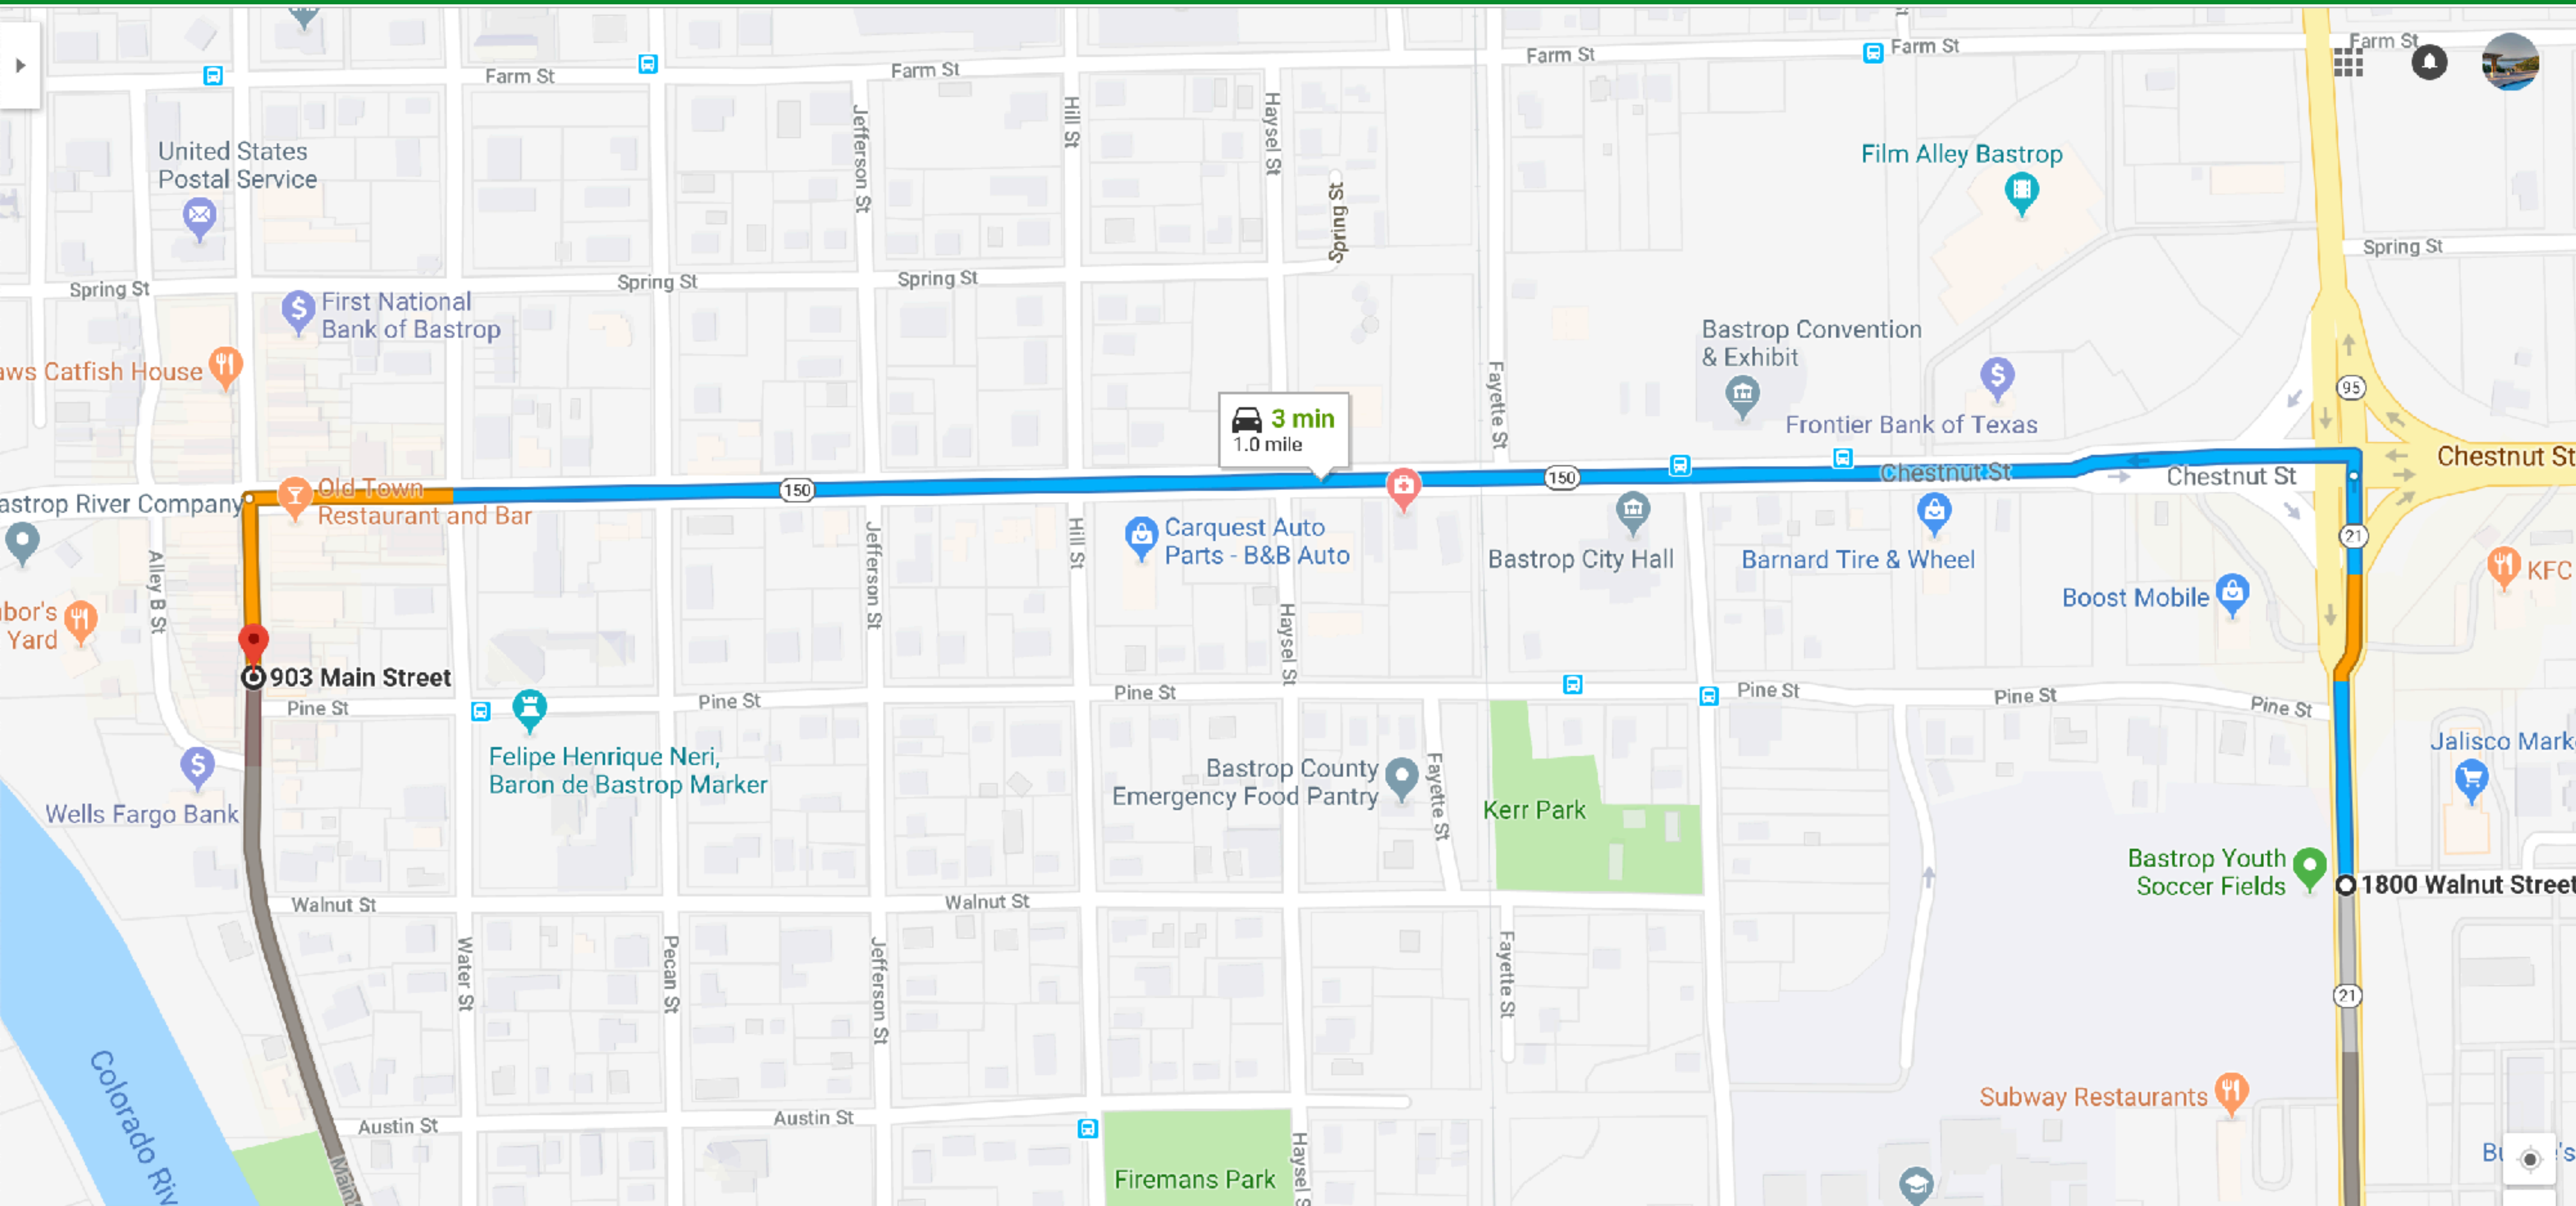 Farm St
Farm St
Farm St
Farm St
Farm St
United States
Postal Service
Jefferson St
Hill St
Haysel St
Spring St
Film Alley Bastrop
Spring St
Spring St
Spring St
Spring St
First National
Bank of Bastrop
aws Catfish House
Fayette St
Bastrop Convention
& Exhibit
95
3 min
1.0 mile
Frontier Bank of Texas
Chestnut St
Old Town
Restaurant and Bar
astrop River Company
150
150
Chestnut St
Chestnut St
Alley B St
Jefferson St
Hill St
Carquest Auto
Parts - B&B Auto
Bastrop City Hall
Barnard Tire & Wheel
21
KFC
Boost Mobile
bor's
Yard
Haysel St
903 Main Street
Pine St
Pine St
Pine St
Pine St
Pine St
Pine St
Felipe Henrique Neri,
Baron de Bastrop Marker
Wells Fargo Bank
Bastrop County
Emergency Food Pantry
Fayette St
Kerr Park
Jalisco Mark
Bastrop Youth
Soccer Fields
1800 Walnut Street
Walnut St
Walnut St
Water St
Pecan St
Jefferson St
Fayette St
21
Colorado Riv
Austin St
Austin St
Subway Restaurants
Main
Firemans Park
Haysel S